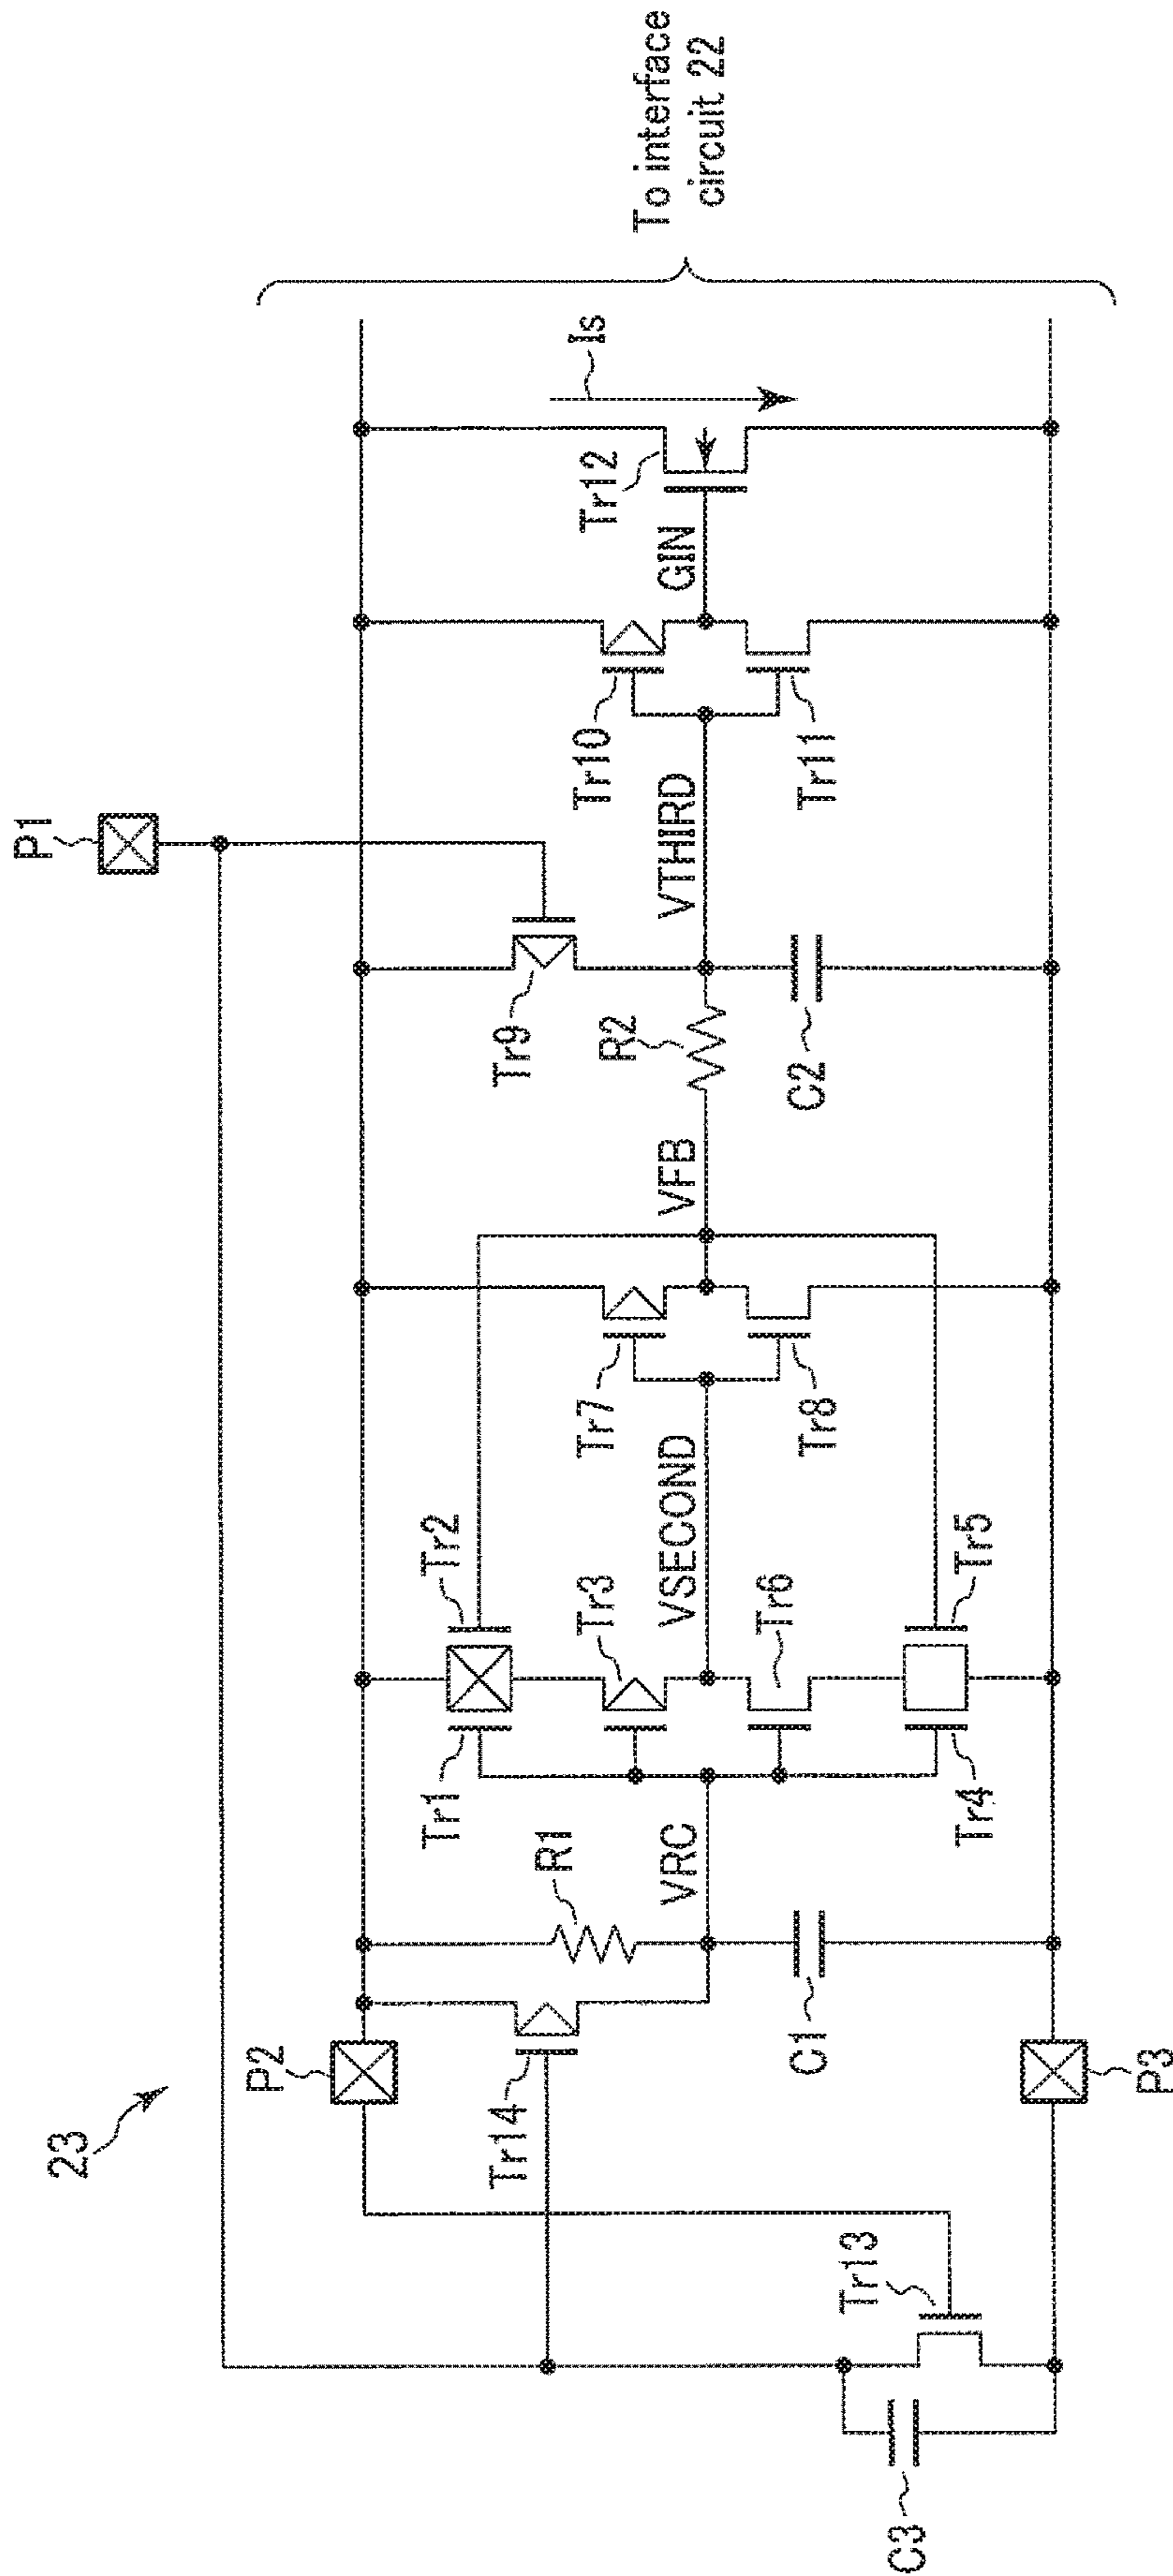 23
P1
P2
To interface
circuit 22
Is
Tr14
R1
VRC
C1
Tr1
Tr2
Tr3
VSECOND
Tr6
Tr4
Tr5
Tr7
Tr8
VFB
R2
Tr9
VTHIRD
C2
Tr10
Tr11
GIN
Tr12
Tr13
C3
P3